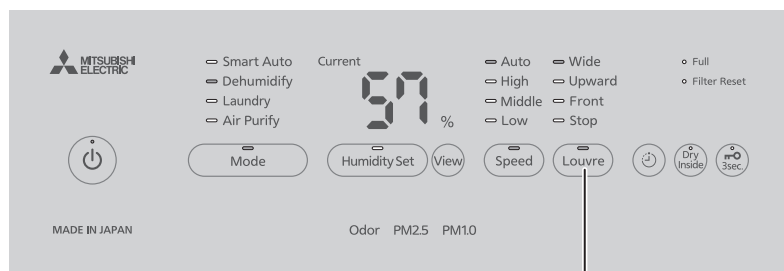 MITSUBISHI
ELECTRIC
Smart Auto
Dehumidify
Laundry
Air Purify
Current
57
%
Auto
High
Middle
Low
Wide
Upward
Front
Stop
Full
Filter Reset
Mode
Humidity Set
View
Speed
Louvre
Dry
Inside
3sec.
MADE IN JAPAN
Odor PM2.5 PM1.0